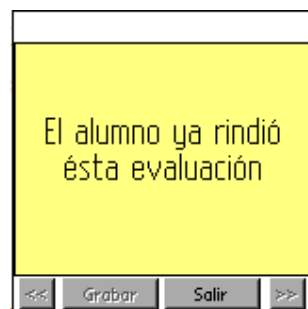 El alumno ya rindió
ésta evaluación
<< Grabar Salir >>